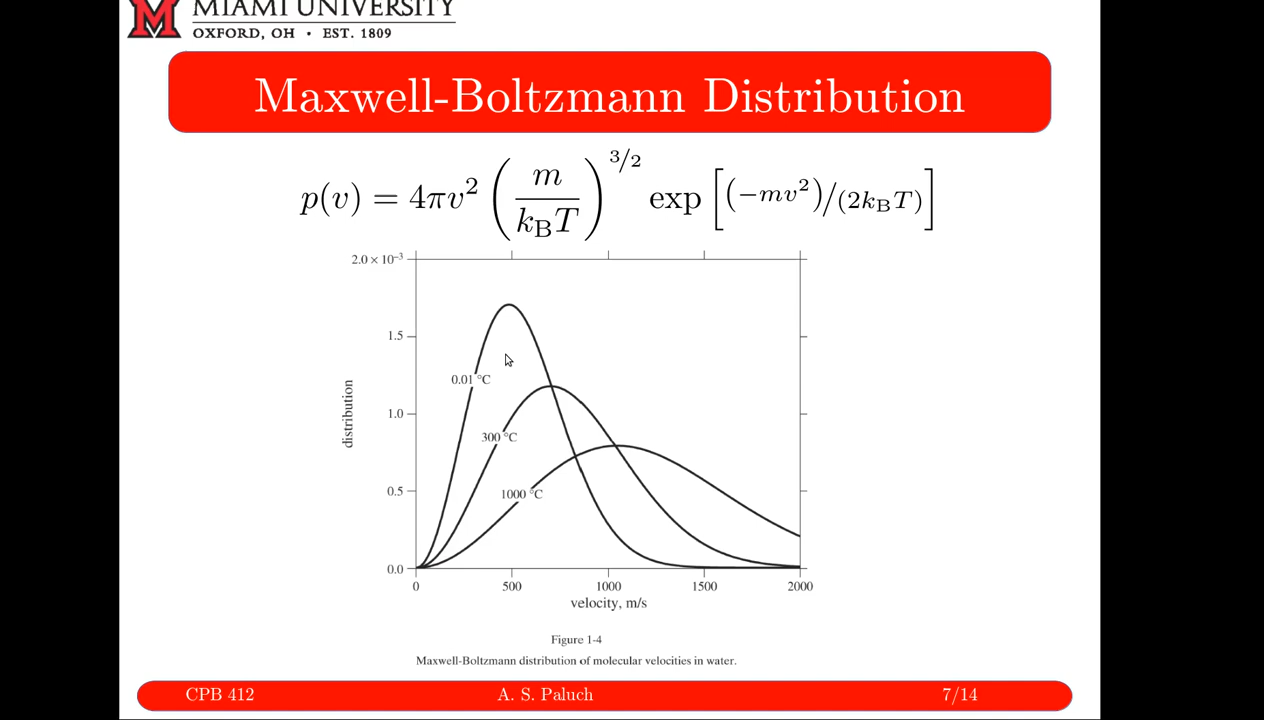 MIAMI UNIVERSITY
OXFORD, OH • EST. 1809
Maxwell-Boltzmann Distribution
p(v) = 4πv² (m / k_B T)^{3/2} exp [(−mv²)/(2k_B T)]
2.0 × 10⁻³
1.5
1.0
0.5
0.0
distribution
0.01 °C
300 °C
1000 °C
0 500 1000 1500 2000
velocity, m/s
Figure 1-4
Maxwell-Boltzmann distribution of molecular velocities in water.
CPB 412 A. S. Paluch 7/14